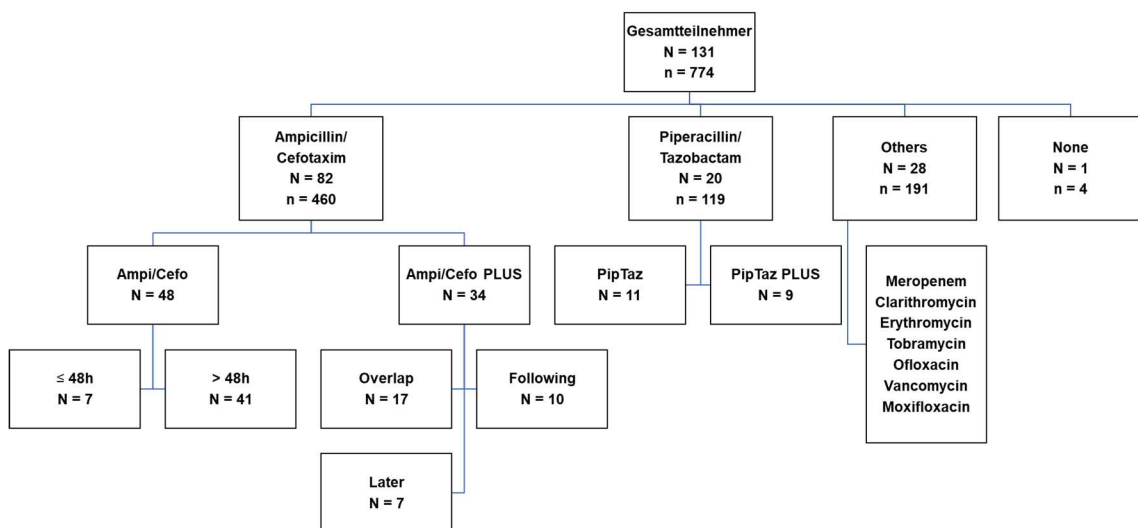 Gesamtteilnehmer
N = 131
n = 774
Ampicillin/
Cefotaxim
N = 82
n = 460
Piperacillin/
Tazobactam
N = 20
n = 119
Others
N = 28
n = 191
None
N = 1
n = 4
Ampi/Cefo
N = 48
Ampi/Cefo PLUS
N = 34
PipTaz
N = 11
PipTaz PLUS
N = 9
Meropenem
Clarithromycin
Erythromycin
Tobramycin
Ofloxacin
Vancomycin
Moxifloxacin
≤ 48h
N = 7
> 48h
N = 41
Overlap
N = 17
Following
N = 10
Later
N = 7